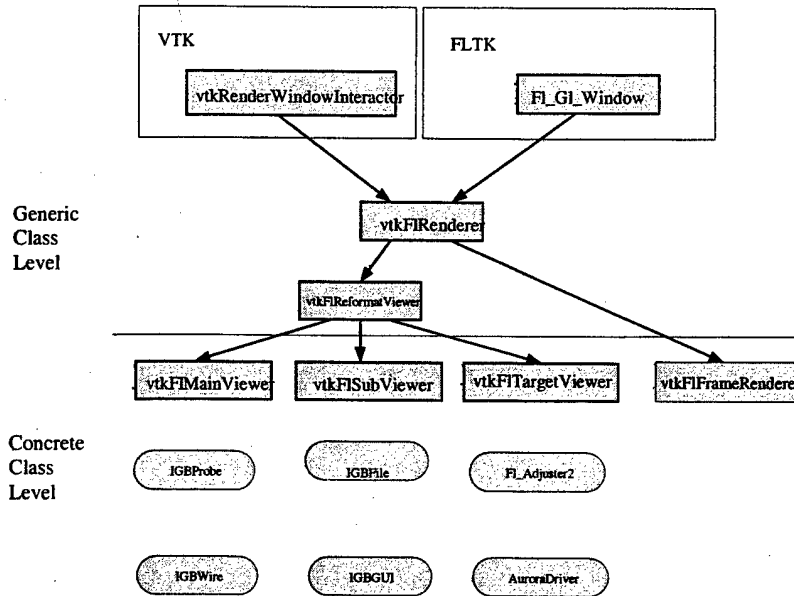 VTK
FLTK
vtkRenderWindowInteractor
Fl_Gl_Window
Generic
Class
Level
vtkFlRenderer
vtkFlReformatViewer
vtkFlMainViewer
vtkFlSubViewer
vtkFlTargetViewer
vtkFlFrameRendere
Concrete
Class
Level
IGBProbe
IGBFile
Fl_Adjuster2
IGBWire
IGBGUI
AuroraDriver